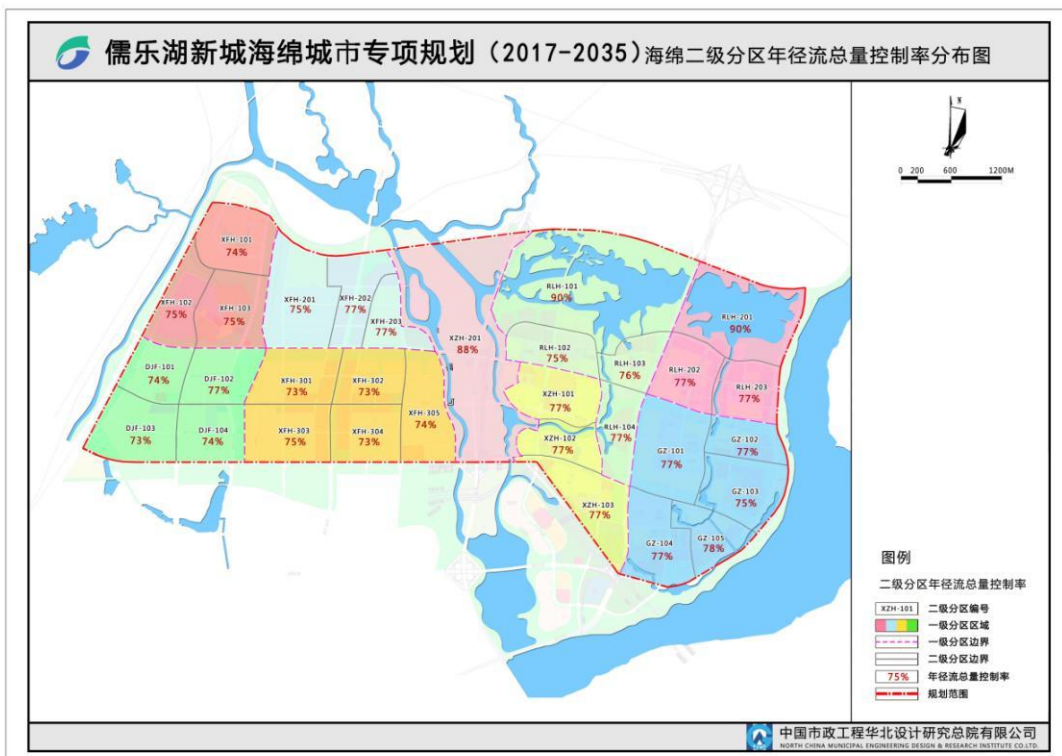 儒乐湖新城海绵城市专项规划（2017-2035）海绵二级分区年径流总量控制率分布图
N
0 200 600 1200M
XFH-101
74%
XFH-102
75%
XFH-103
75%
XFH-201
75%
XFH-202
77%
XFH-203
77%
XZH-201
88%
RLH-101
90%
RLH-201
90%
RLH-102
75%
RLH-103
76%
RLH-202
77%
RLH-203
77%
DJF-101
74%
DJF-102
77%
XFH-301
73%
XFH-302
73%
XFH-305
74%
XZH-101
77%
DJF-103
73%
DJF-104
74%
XFH-303
75%
XFH-304
73%
XZH-102
77%
RLH-104
77%
GZ-101
77%
GZ-102
77%
GZ-103
75%
XZH-103
77%
GZ-104
77%
GZ-105
78%
图例
二级分区年径流总量控制率
XZH-101 二级分区编号
一级分区区域
一级分区边界
二级分区边界
75% 年径流总量控制率
规划范围
中国市政工程华北设计研究总院有限公司
NORTH CHINA MUNICIPAL ENGINEERING DESIGN & RESEARCH INSTITUTE CO.LTD.